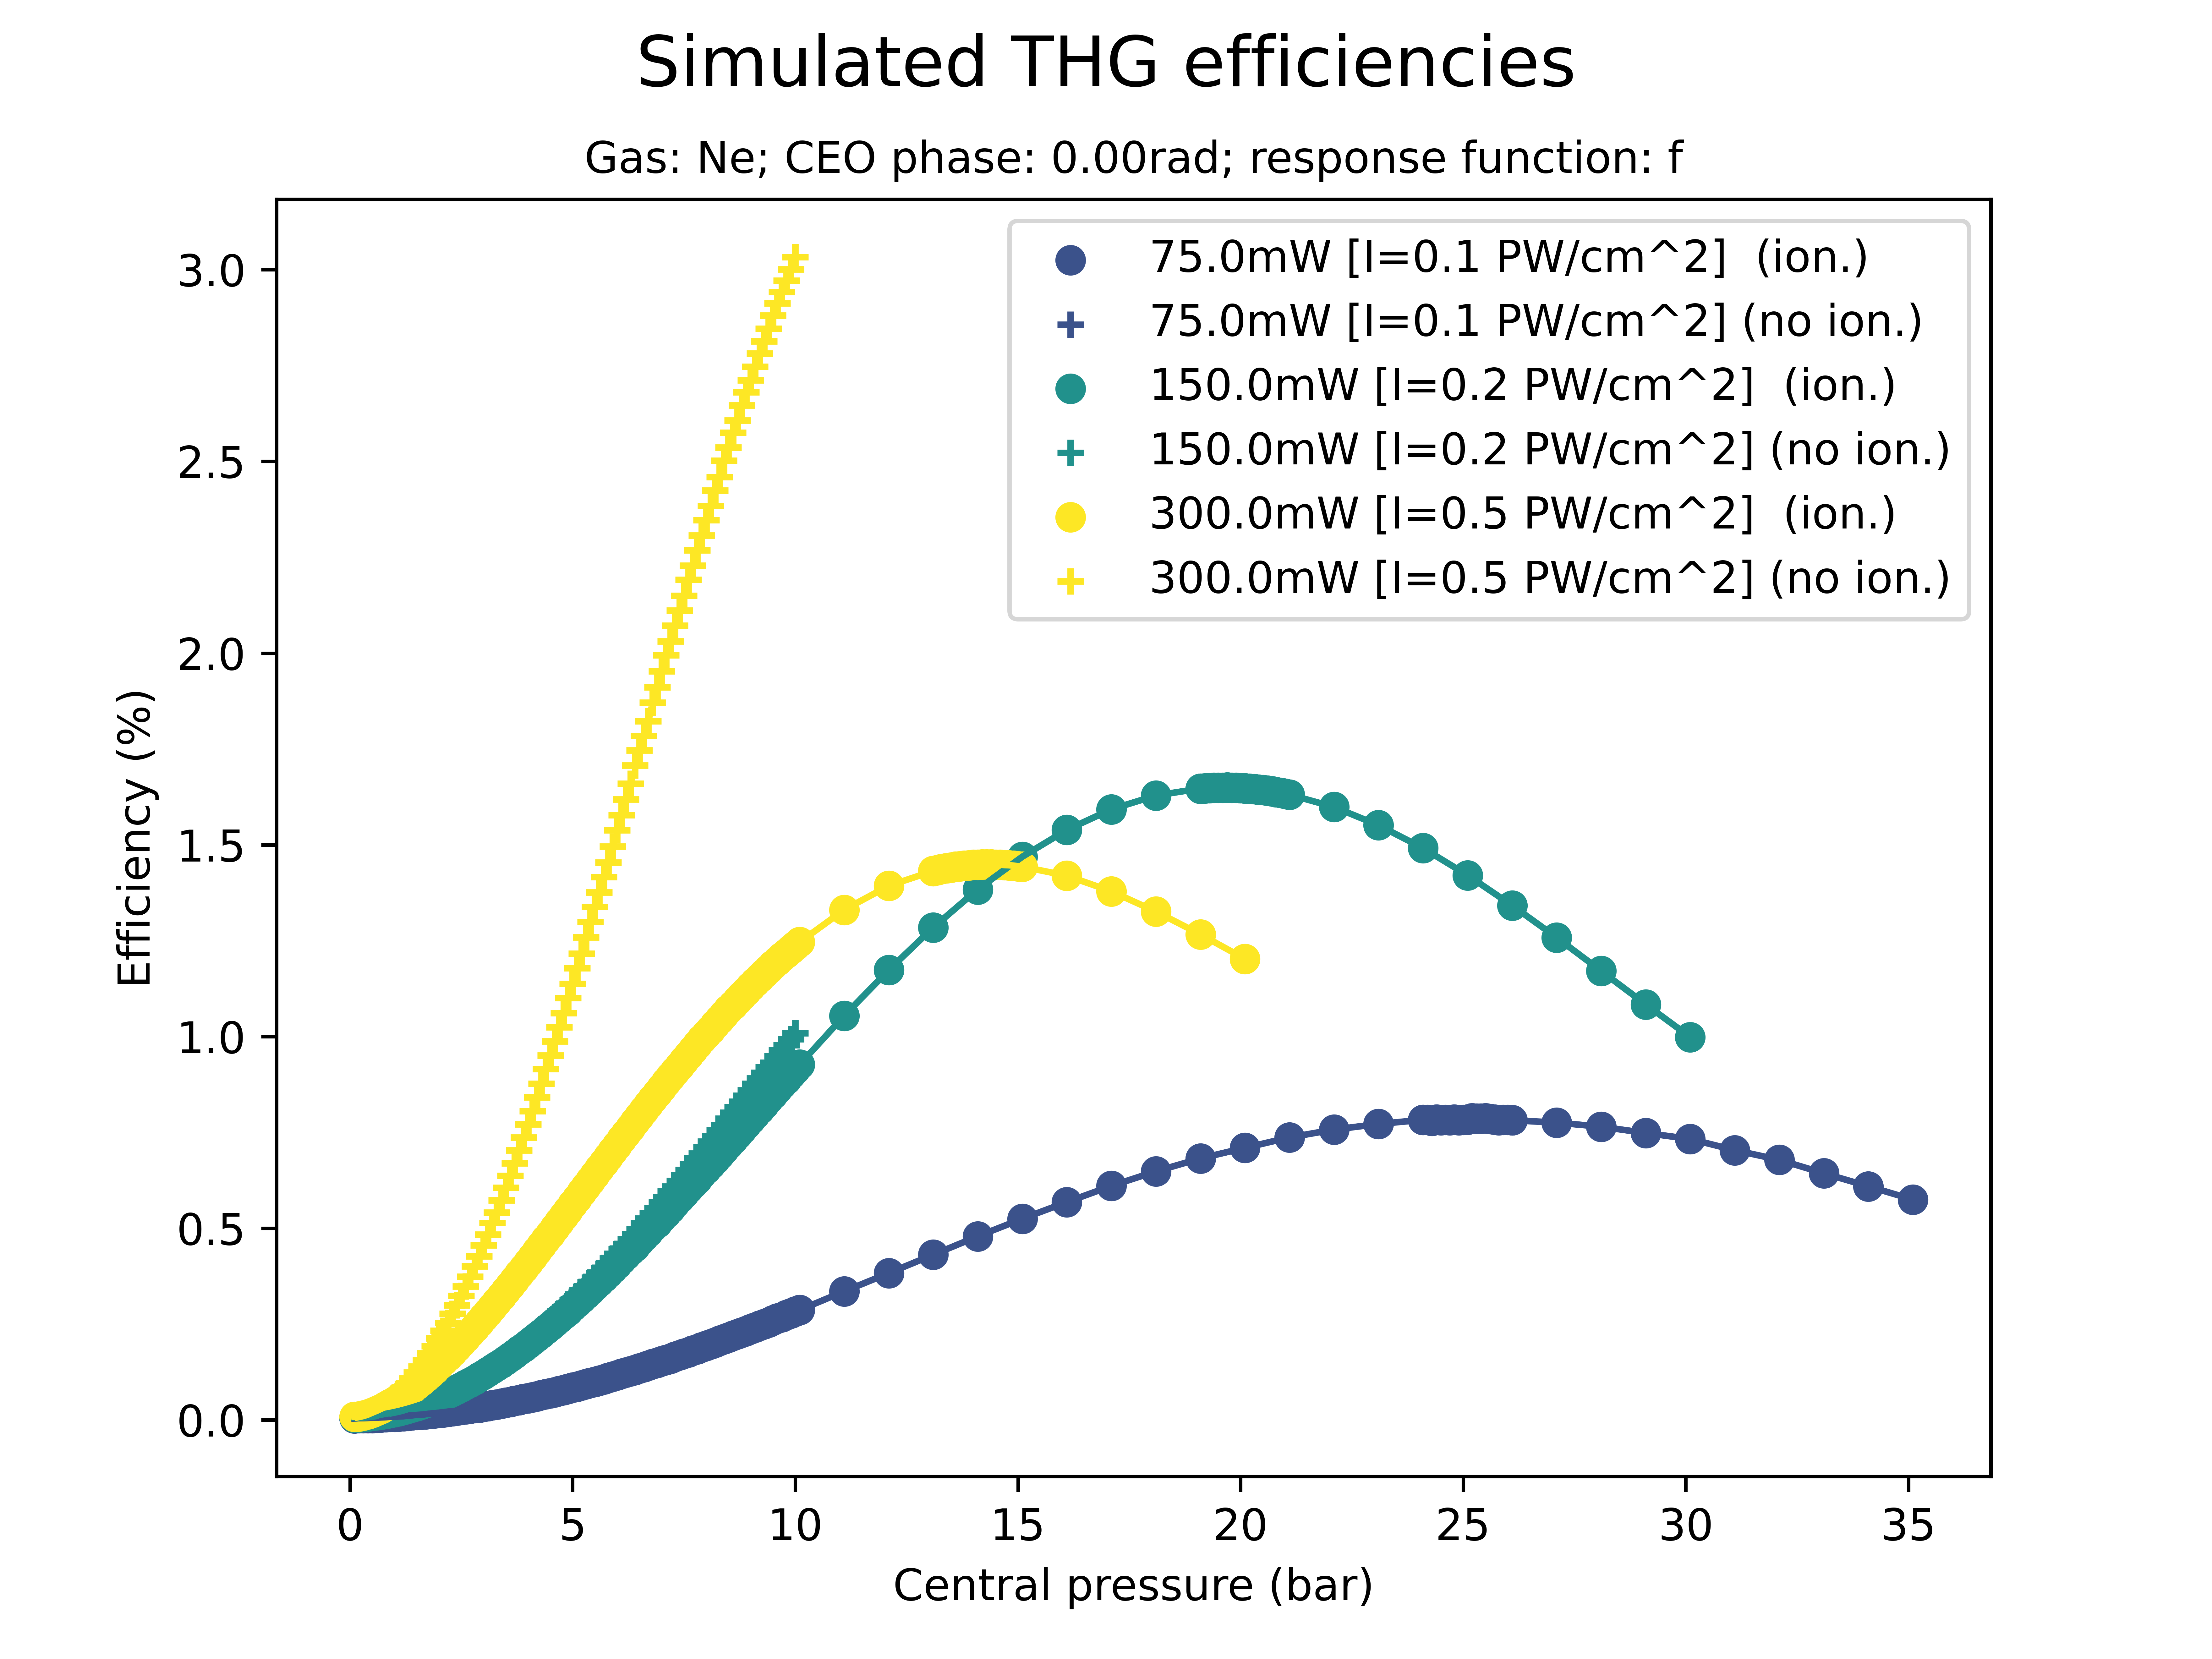 Simulated THG efficiencies
Gas: Ne; CEO phase: 0.00rad; response function: f
75.0mW [I=0.1 PW/cm^2]  (ion.)
75.0mW [I=0.1 PW/cm^2] (no ion.)
150.0mW [I=0.2 PW/cm^2]  (ion.)
150.0mW [I=0.2 PW/cm^2] (no ion.)
300.0mW [I=0.5 PW/cm^2]  (ion.)
300.0mW [I=0.5 PW/cm^2] (no ion.)
Efficiency (%)
3.0
2.5
2.0
1.5
1.0
0.5
0.0
0 5 10 15 20 25 30 35
Central pressure (bar)